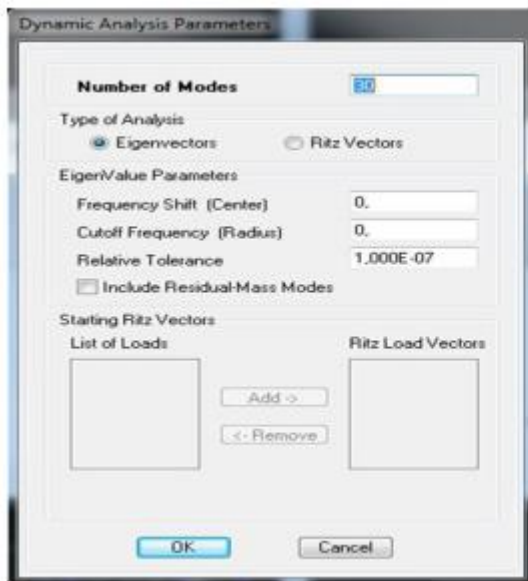 Dynamic Analysis Parameters
Number of Modes 30
Type of Analysis
Eigenvectors Ritz Vectors
EigenValue Parameters
Frequency Shift (Center) 0,
Cutoff Frequency (Radius) 0,
Relative Tolerance 1,000E-07
Include Residual-Mass Modes
Starting Ritz Vectors
List of Loads Ritz Load Vectors
Add ->
<- Remove
OK Cancel